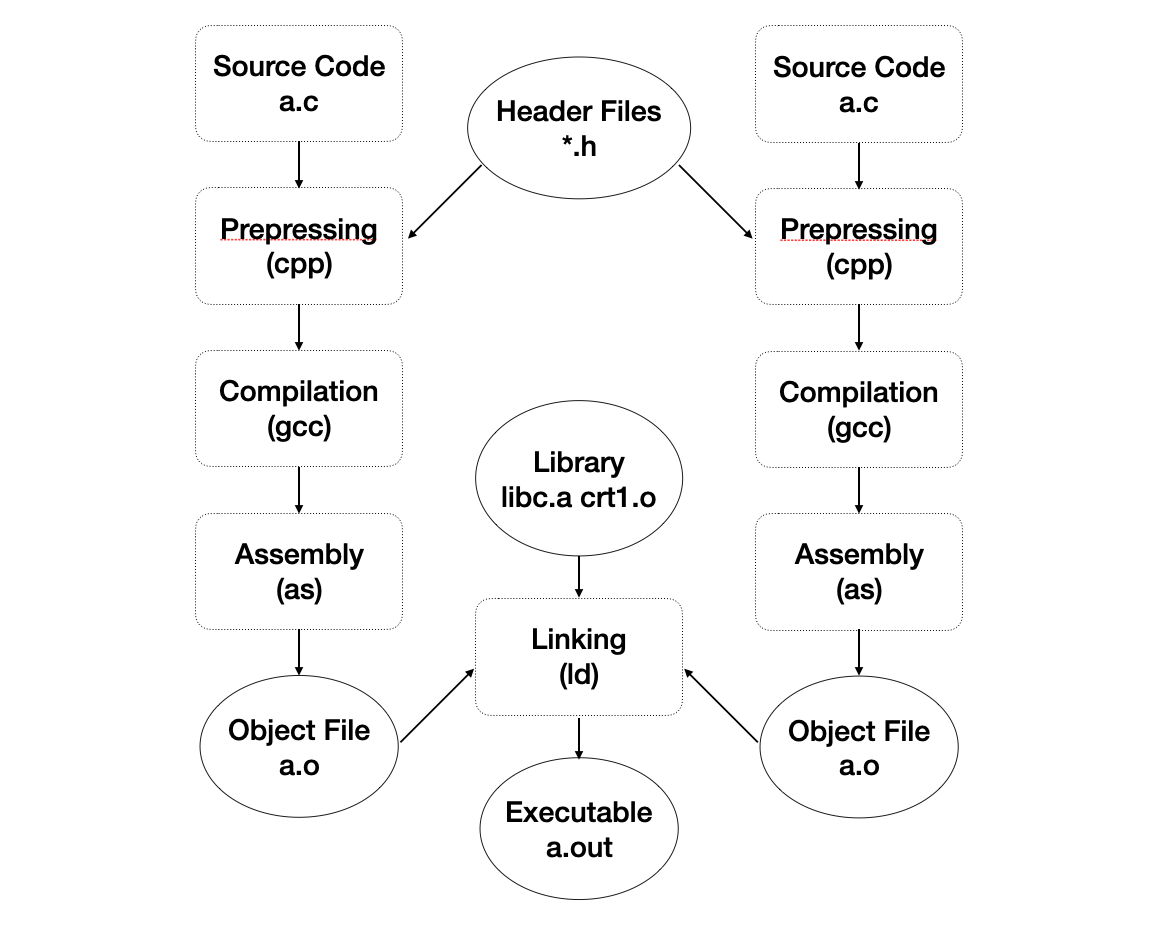 Source Code
a.c
Header Files
*.h
Source Code
a.c
Prepressing
(cpp)
Prepressing
(cpp)
Compilation
(gcc)
Compilation
(gcc)
Library
libc.a crt1.o
Assembly
(as)
Assembly
(as)
Linking
(ld)
Object File
a.o
Object File
a.o
Executable
a.out